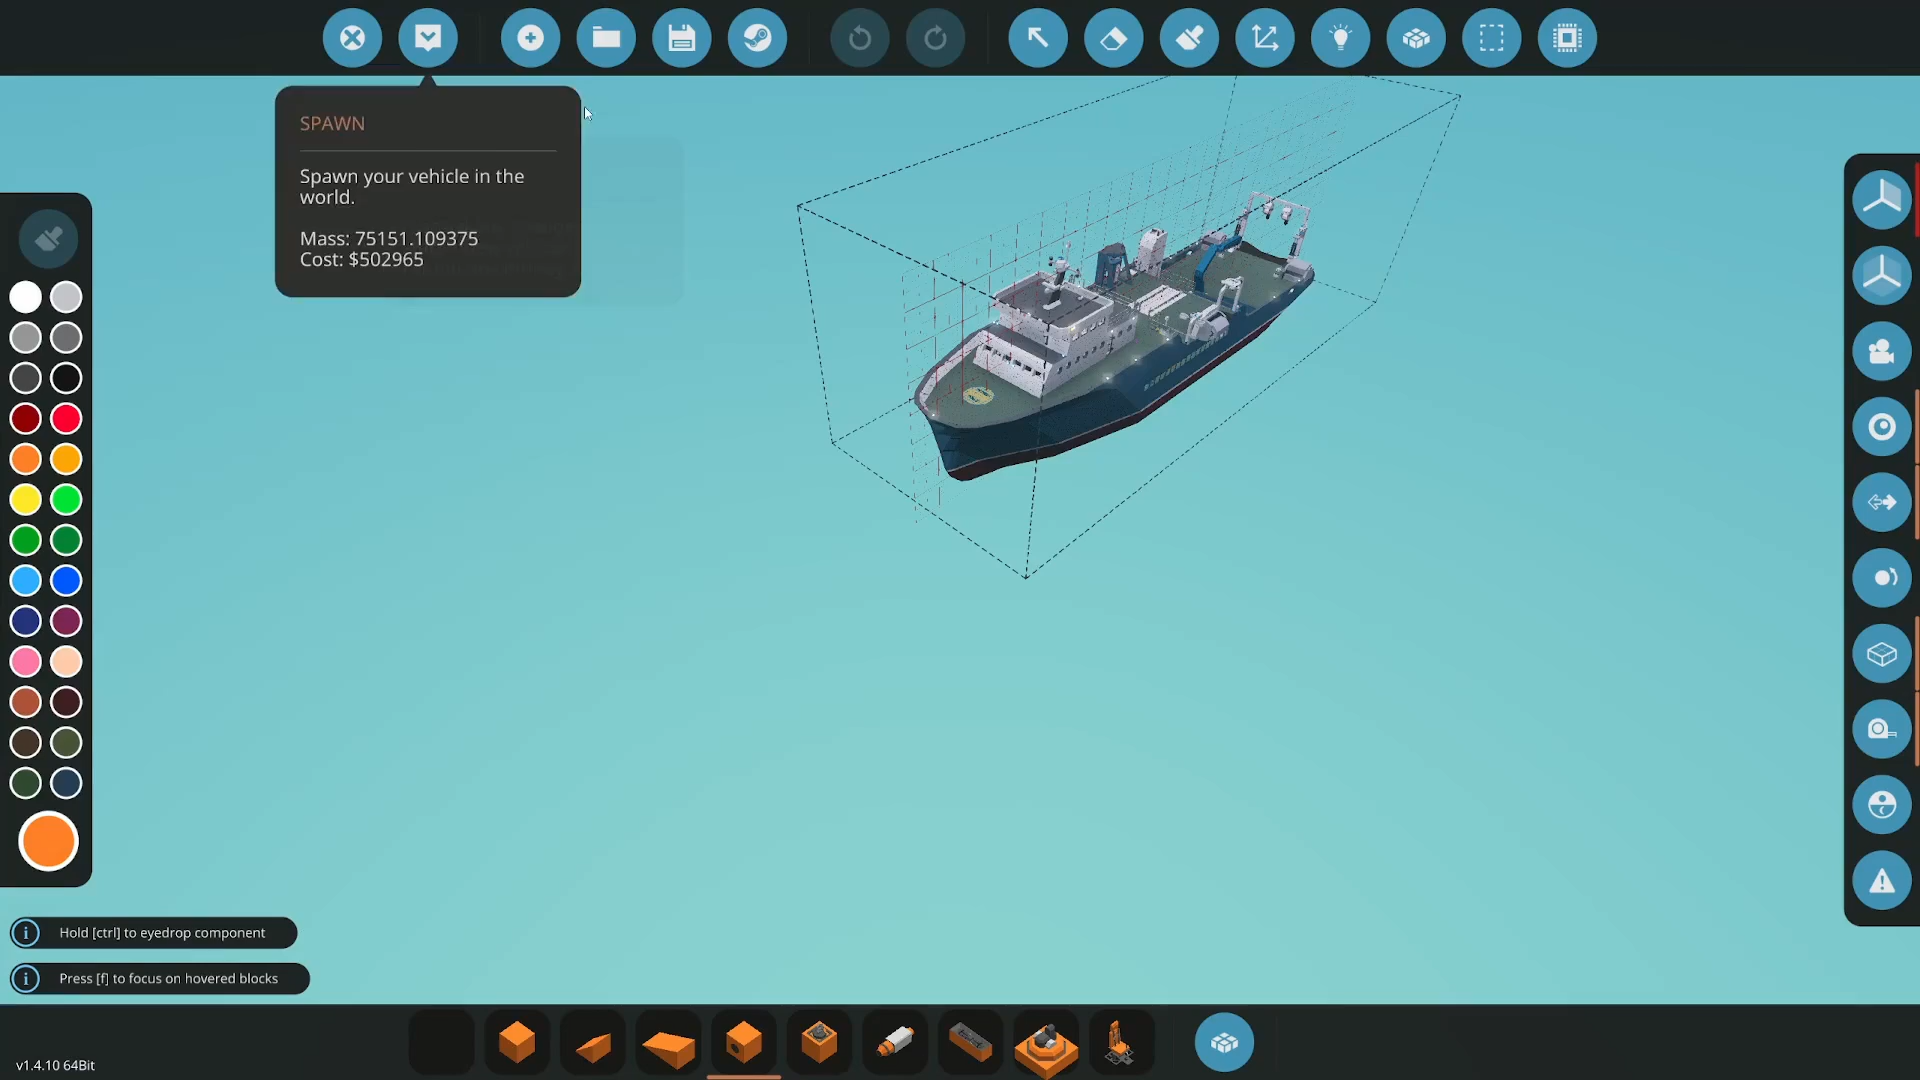 SPAWN
Spawn your vehicle in the
world.
Mass: 75151.109375
Cost: $502965
Hold [ctrl] to eyedrop component
Press [f] to focus on hovered blocks
v1.4.10 64Bit